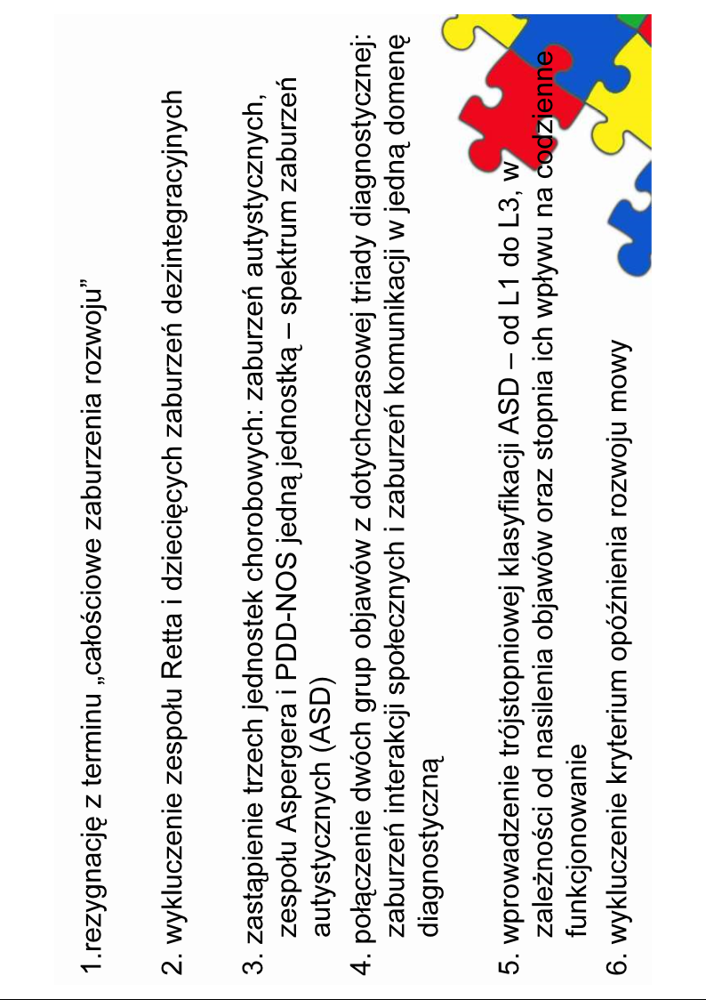 1.rezygnację z terminu „całościowe zaburzenia rozwoju”
2. wykluczenie zespołu Retta i dziecięcych zaburzeń dezintegracyjnych
3. zastąpienie trzech jednostek chorobowych: zaburzeń autystycznych,
zespołu Aspergera i PDD-NOS jedną jednostką – spektrum zaburzeń
autystycznych (ASD)
4. połączenie dwóch grup objawów z dotychczasowej triady diagnostycznej:
zaburzeń interakcji społecznych i zaburzeń komunikacji w jedną domenę
diagnostyczną
5. wprowadzenie trójstopniowej klasyfikacji ASD – od L1 do L3, w
zależności od nasilenia objawów oraz stopnia ich wpływu na codzienne
funkcjonowanie
6. wykluczenie kryterium opóźnienia rozwoju mowy